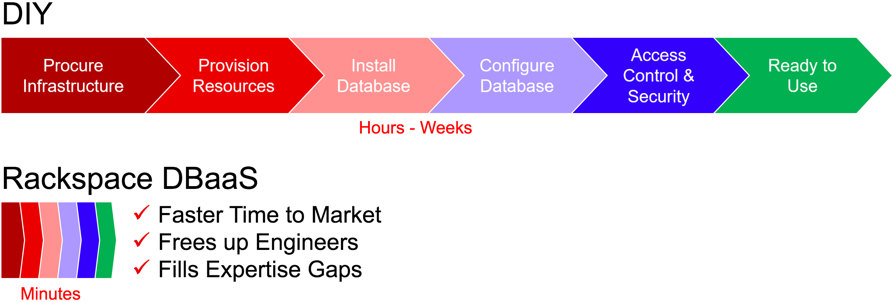 DIY
Procure
Infrastructure
Provision
Resources
Install
Database
Configure
Database
Access
Control &
Security
Ready to
Use
Hours - Weeks
Rackspace DBaaS
Faster Time to Market
Frees up Engineers
Fills Expertise Gaps
Minutes